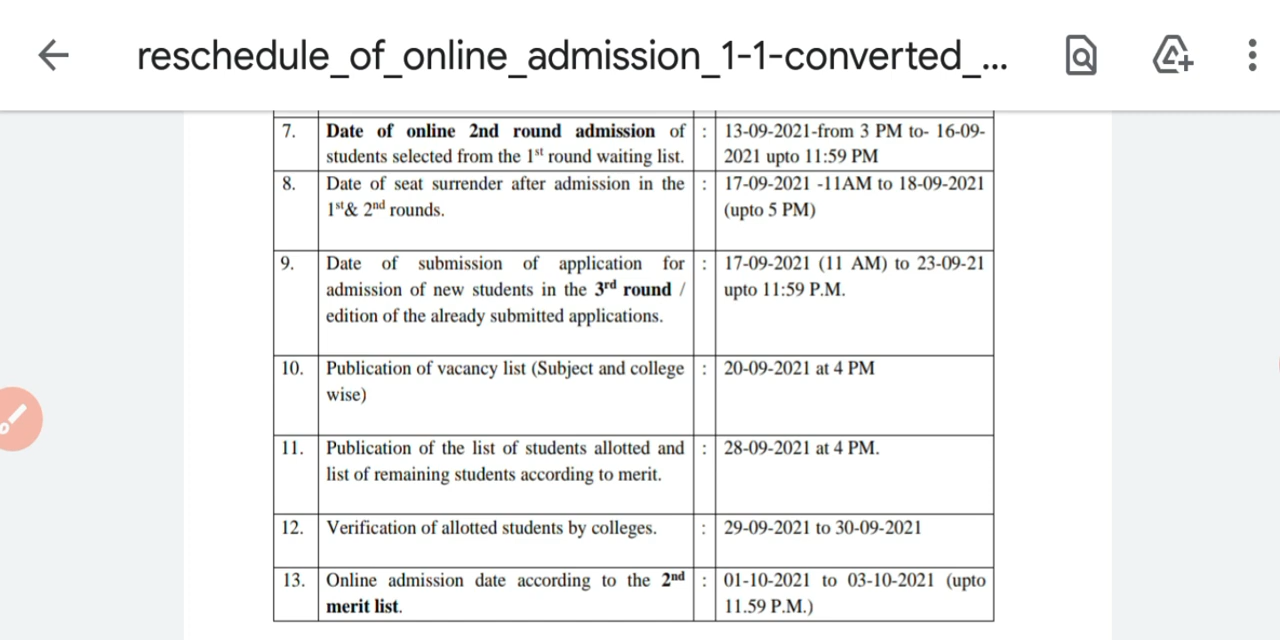 reschedule_of_online_admission_1-1-converted_...
7. Date of online 2nd round admission of : 13-09-2021-from 3 PM to- 16-09-
students selected from the 1st round waiting list. 2021 upto 11:59 PM
8. Date of seat surrender after admission in the : 17-09-2021 -11AM to 18-09-2021
1st& 2nd rounds. (upto 5 PM)
9. Date of submission of application for : 17-09-2021 (11 AM) to 23-09-21
admission of new students in the 3rd round / upto 11:59 P.M.
edition of the already submitted applications.
10. Publication of vacancy list (Subject and college : 20-09-2021 at 4 PM
wise)
11. Publication of the list of students allotted and : 28-09-2021 at 4 PM.
list of remaining students according to merit.
12. Verification of allotted students by colleges. : 29-09-2021 to 30-09-2021
13. Online admission date according to the 2nd : 01-10-2021 to 03-10-2021 (upto
merit list. 11.59 P.M.)